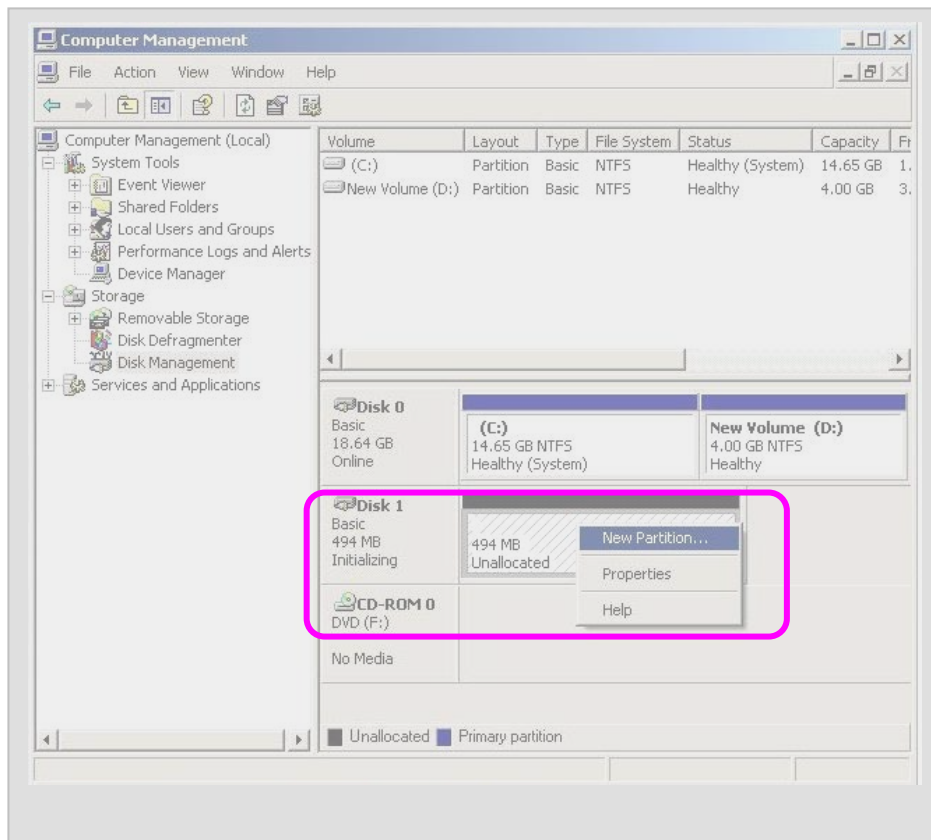 Computer Management
File Action View Window Help
Computer Management (Local)
System Tools
Event Viewer
Shared Folders
Local Users and Groups
Performance Logs and Alerts
Device Manager
Storage
Removable Storage
Disk Defragmenter
Disk Management
Services and Applications
Volume Layout Type File System Status Capacity Fr
(C:) Partition Basic NTFS Healthy (System) 14.65 GB 1.
New Volume (D:) Partition Basic NTFS Healthy 4.00 GB 3.
Disk 0
Basic
18.64 GB
Online
(C:)
14.65 GB NTFS
Healthy (System)
New Volume (D:)
4.00 GB NTFS
Healthy
Disk 1
Basic
494 MB
Initializing
494 MB
Unallocated
New Partition...
Properties
Help
CD-ROM 0
DVD (F:)
No Media
Unallocated Primary partition